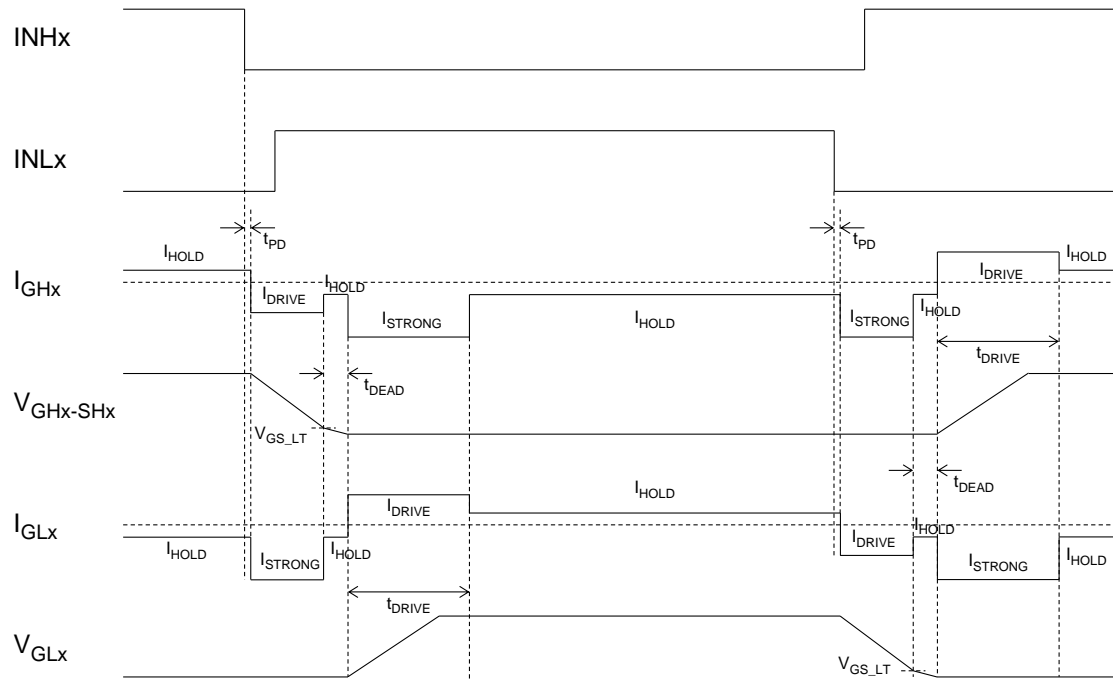 INHx
INLx
tPD
tPD
IHOLD
IHOLD
IGHx
IDRIVE
IHOLD
IDRIVE
ISTRONG
IHOLD
ISTRONG
IHOLD
tDRIVE
tDEAD
VGHx-SHx
VGS_LT
IHOLD
tDEAD
IDRIVE
IGLx
IHOLD
IHOLD
IHOLD
IDRIVE
IHOLD
ISTRONG
ISTRONG
tDRIVE
VGLx
VGS_LT